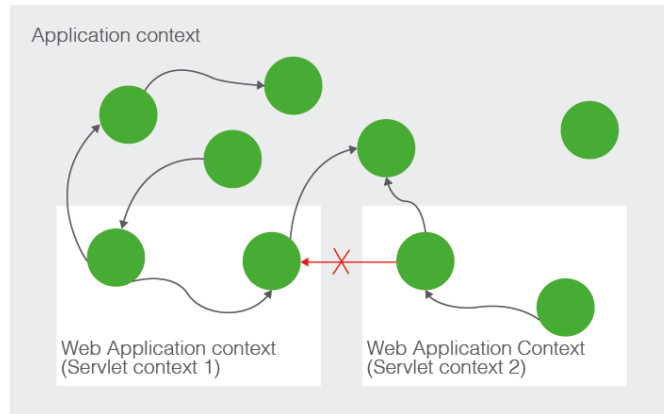 Application context
Web Application context
(Servlet context 1)
Web Application Context
(Servlet context 2)